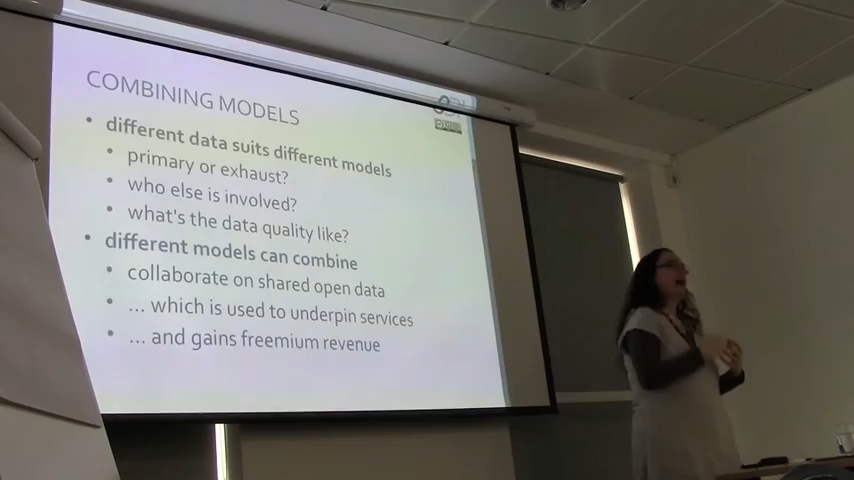 COMBINING MODELS
• different data suits different models
• primary or exhaust?
• who else is involved?
• what's the data quality like?
• different models can combine
• collaborate on shared open data
• ... which is used to underpin services
• ... and gains freemium revenue